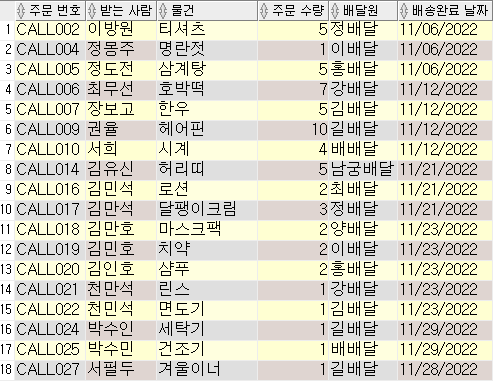 주문 번호 받는 사람 물건 주문 수량 배달원 배송완료 날짜
1 CALL002 이방원 티셔츠 5 정배달 11/06/2022
2 CALL004 정몽주 명란젓 1 이배달 11/06/2022
3 CALL005 정도전 삼계탕 5 홍배달 11/06/2022
4 CALL006 최무선 호박떡 7 강배달 11/12/2022
5 CALL007 장보고 한우 5 김배달 11/12/2022
6 CALL009 권율 헤어핀 10 길배달 11/12/2022
7 CALL010 서희 시계 4 배배달 11/12/2022
8 CALL014 김유신 허리띠 5 남궁배달 11/21/2022
9 CALL016 김민석 로션 2 최배달 11/21/2022
10 CALL017 김만석 달팽이크림 3 정배달 11/21/2022
11 CALL018 김만호 마스크팩 2 양배달 11/23/2022
12 CALL019 김민호 치약 2 이배달 11/23/2022
13 CALL020 김인호 샴푸 2 홍배달 11/23/2022
14 CALL021 천만석 린스 1 강배달 11/23/2022
15 CALL022 천민석 면도기 1 김배달 11/23/2022
16 CALL024 박수인 세탁기 1 길배달 11/29/2022
17 CALL025 박수민 건조기 1 배배달 11/29/2022
18 CALL027 서필두 겨울이너 1 길배달 11/28/2022